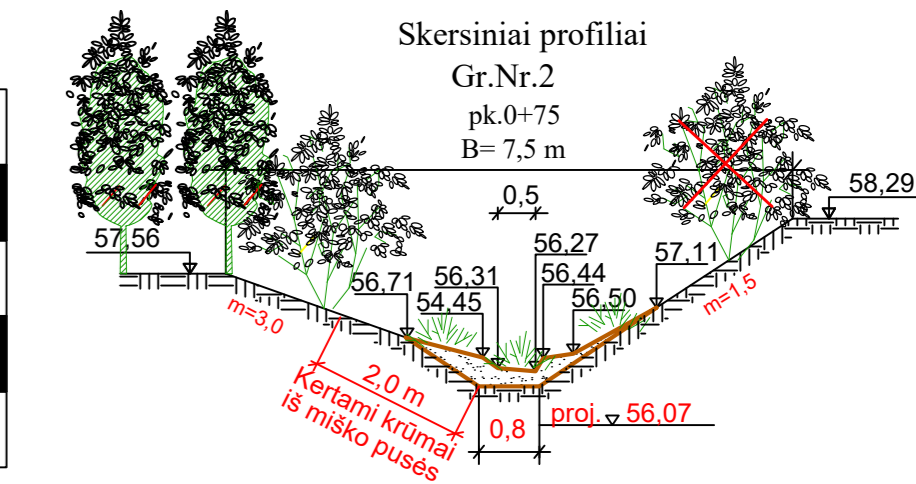 Skersiniai profiliai
Gr.Nr.2
pk.0+75
B= 7,5 m
0,5
58,29
57,56
56,27
57,11
56,71
56,31
56,44
54,45
56,50
m=3,0
m=1,5
2,0 m
Kertami krūmai
iš miško pusės
0,8
proj. 56,07